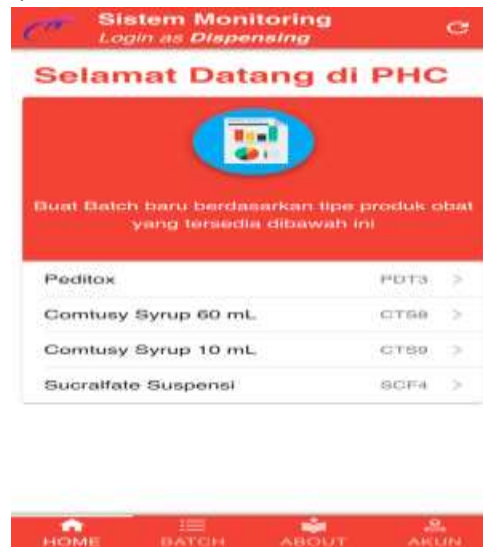 Sistem Monitoring
Login as Dispensing
Selamat Datang di PHC
Buat Batch baru berdasarkan tipe produk obat
yang tersedia dibawah ini
Peditox PDT3
Comtusy Syrup 60 mL CTS8
Comtusy Syrup 10 mL CTS9
Sucralfate Suspensi SCF4
HOME BATCH ABOUT AKUN